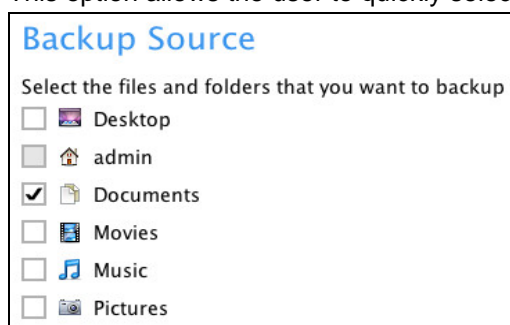 This option allows the user to quickly select
Backup Source
Select the files and folders that you want to backup
Desktop
admin
Documents
Movies
Music
Pictures